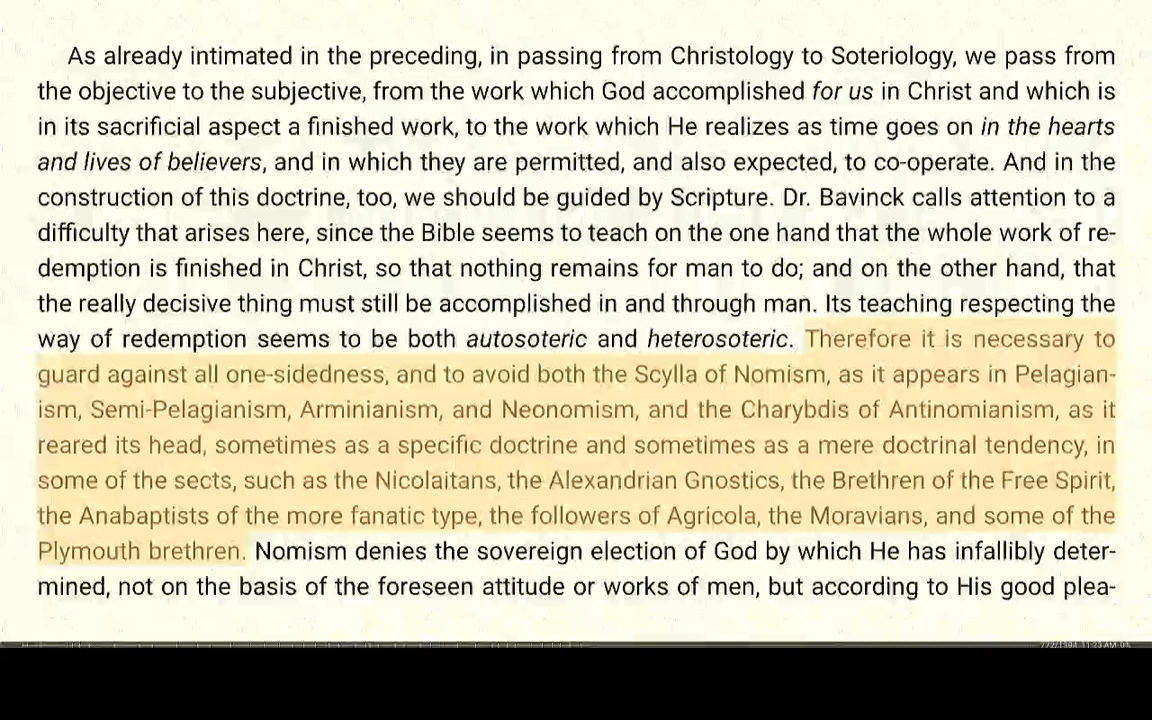 As already intimated in the preceding, in passing from Christology to Soteriology, we pass from
the objective to the subjective, from the work which God accomplished for us in Christ and which is
in its sacrificial aspect a finished work, to the work which He realizes as time goes on in the hearts
and lives of believers, and in which they are permitted, and also expected, to co-operate. And in the
construction of this doctrine, too, we should be guided by Scripture. Dr. Bavinck calls attention to a
difficulty that arises here, since the Bible seems to teach on the one hand that the whole work of re-
demption is finished in Christ, so that nothing remains for man to do; and on the other hand, that
the really decisive thing must still be accomplished in and through man. Its teaching respecting the
way of redemption seems to be both autosoteric and heterosoteric. Therefore it is necessary to
guard against all one-sidedness, and to avoid both the Scylla of Nomism, as it appears in Pelagian-
ism, Semi-Pelagianism, Arminianism, and Neonomism, and the Charybdis of Antinomianism, as it
reared its head, sometimes as a specific doctrine and sometimes as a mere doctrinal tendency, in
some of the sects, such as the Nicolaitans, the Alexandrian Gnostics, the Brethren of the Free Spirit,
the Anabaptists of the more fanatic type, the followers of Agricola, the Moravians, and some of the
Plymouth brethren. Nomism denies the sovereign election of God by which He has infallibly deter-
mined, not on the basis of the foreseen attitude or works of men, but according to His good plea-